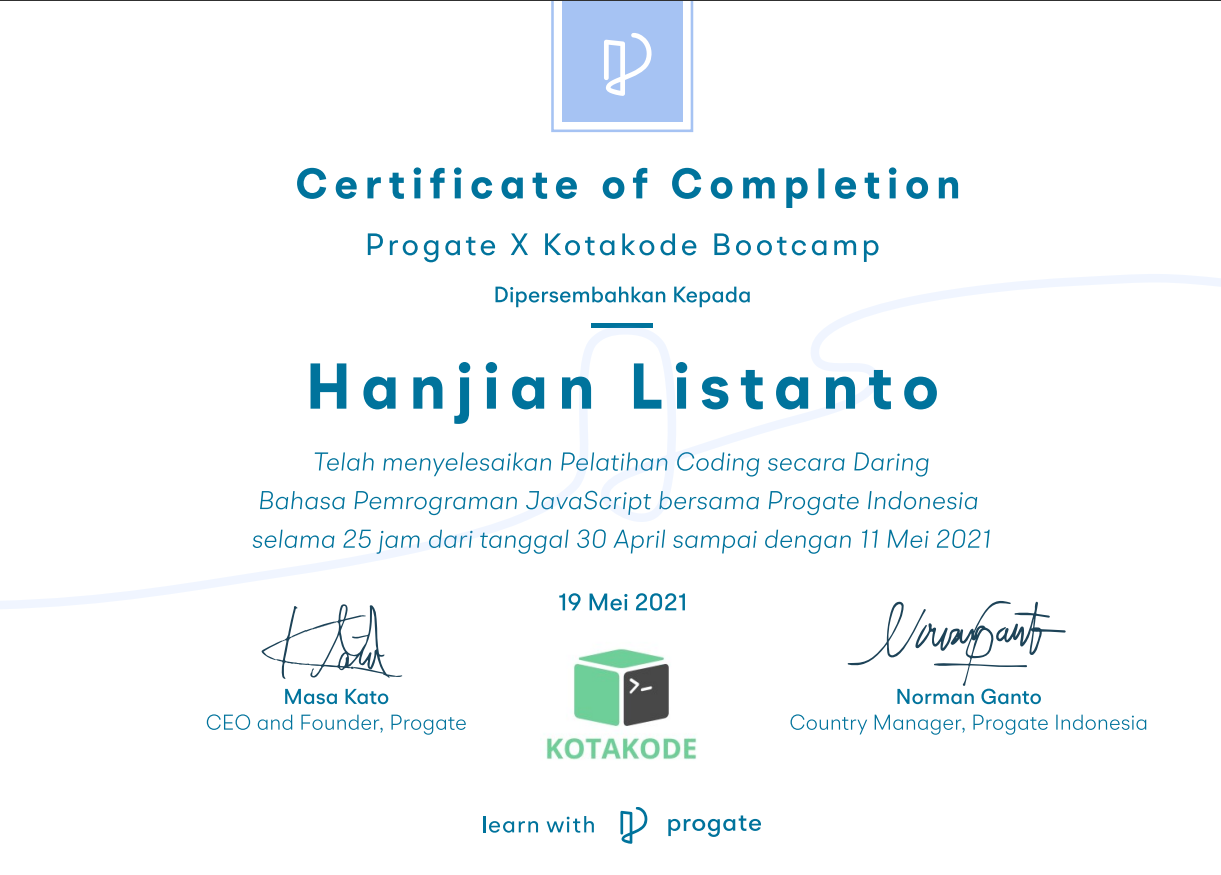 Certificate of Completion
Progate X Kotakode Bootcamp
Dipersembahkan Kepada
Hanjian Listanto
Telah menyelesaikan Pelatihan Coding secara Daring
Bahasa Pemrograman JavaScript bersama Progate Indonesia
selama 25 jam dari tanggal 30 April sampai dengan 11 Mei 2021
19 Mei 2021
Masa Kato
CEO and Founder, Progate
KOTAKODE
Norman Ganto
Country Manager, Progate Indonesia
learn with progate